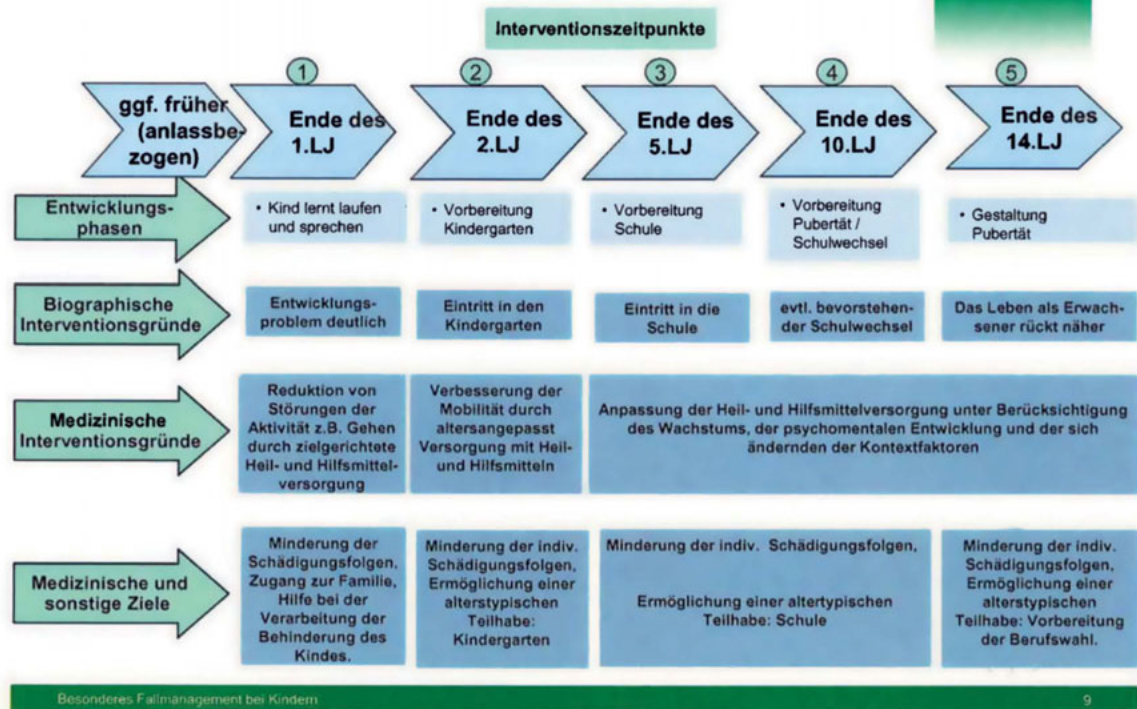 Interventionszeitpunkte
1
2
3
4
5
ggf. früher
(anlassbe-
zogen)
Ende des
1.LJ
Ende des
2.LJ
Ende des
5.LJ
Ende des
10.LJ
Ende des
14.LJ
Entwicklungs-
phasen
• Kind lernt laufen
und sprechen
• Vorbereitung
Kindergarten
• Vorbereitung
Schule
• Vorbereitung
Pubertät /
Schulwechsel
• Gestaltung
Pubertät
Biographische
Interventionsgründe
Entwicklungs-
problem deutlich
Eintritt in den
Kindergarten
Eintritt in die
Schule
evtl. bevorstehen-
der Schulwechsel
Das Leben als Erwach-
sener rückt näher
Medizinische
Interventionsgründe
Reduktion von
Störungen der
Aktivität z.B. Gehen
durch zielgerichtete
Heil- und Hilfsmittel-
versorgung
Verbesserung der
Mobilität durch
altersangepasst
Versorgung mit Heil-
und Hilfsmitteln
Anpassung der Heil- und Hilfsmittelversorgung unter Berücksichtigung
des Wachstums, der psychomentalen Entwicklung und der sich
ändernden der Kontextfaktoren
Medizinische und
sonstige Ziele
Minderung der
Schädigungsfolgen,
Zugang zur Familie,
Hilfe bei der
Verarbeitung der
Behinderung des
Kindes.
Minderung der indiv.
Schädigungsfolgen,
Ermöglichung einer
alterstypischen
Teilhabe:
Kindergarten
Minderung der indiv. Schädigungsfolgen,
Ermöglichung einer altertypischen
Teilhabe: Schule
Minderung der indiv.
Schädigungsfolgen,
Ermöglichung einer
alterstypischen
Teilhabe: Vorbereitung
der Berufswahl.
Besonderes Fallmanagement bei Kindern
9